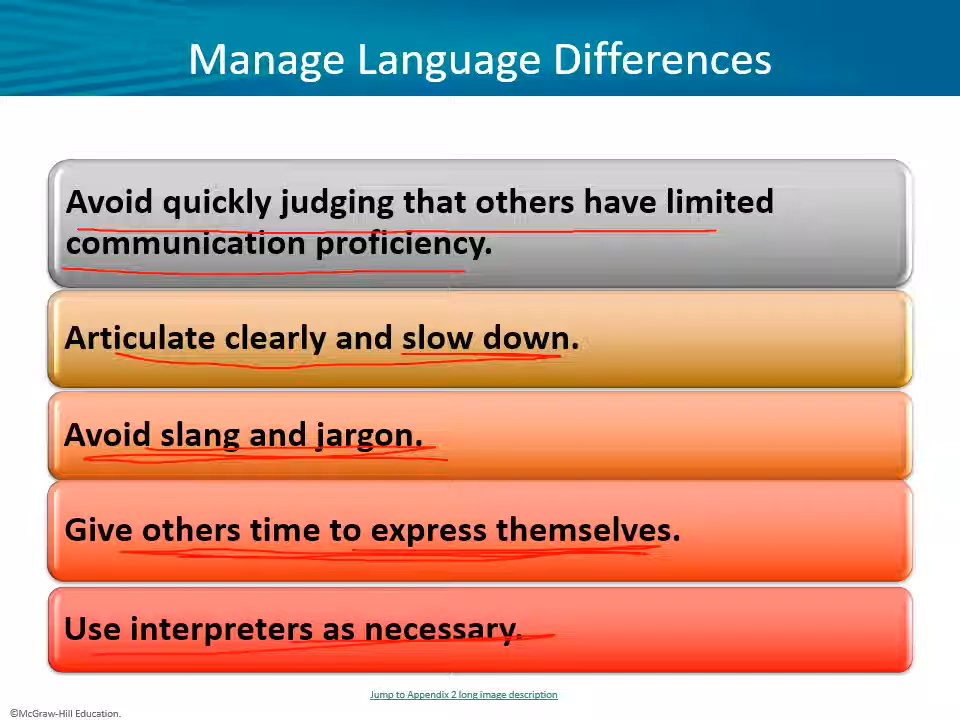 Manage Language Differences
Avoid quickly judging that others have limited
communication proficiency.
Articulate clearly and slow down.
Avoid slang and jargon.
Give others time to express themselves.
Use interpreters as necessary.
Jump to Appendix 2 long image description
©McGraw-Hill Education.